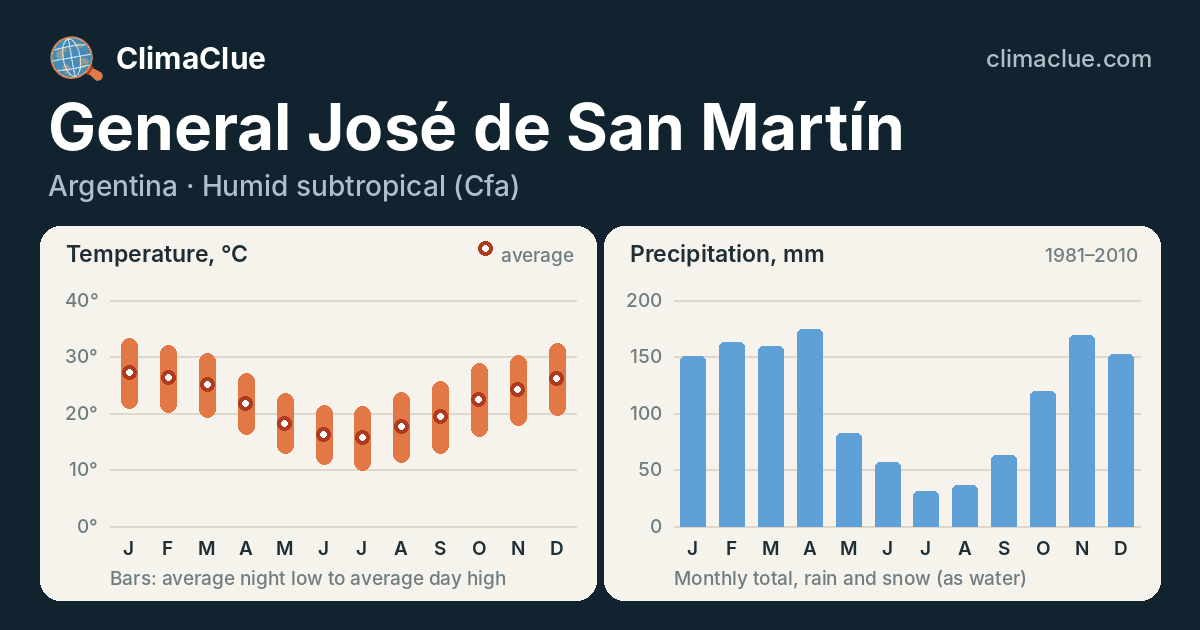 ClimaClue
climaclue.com
General José de San Martín
Argentina · Humid subtropical (Cfa)
Temperature, °C
average
40°
30°
20°
10°
0°
J F M A M J J A S O N D
Bars: average night low to average day high
Precipitation, mm
1981–2010
200
150
100
50
0
J F M A M J J A S O N D
Monthly total, rain and snow (as water)